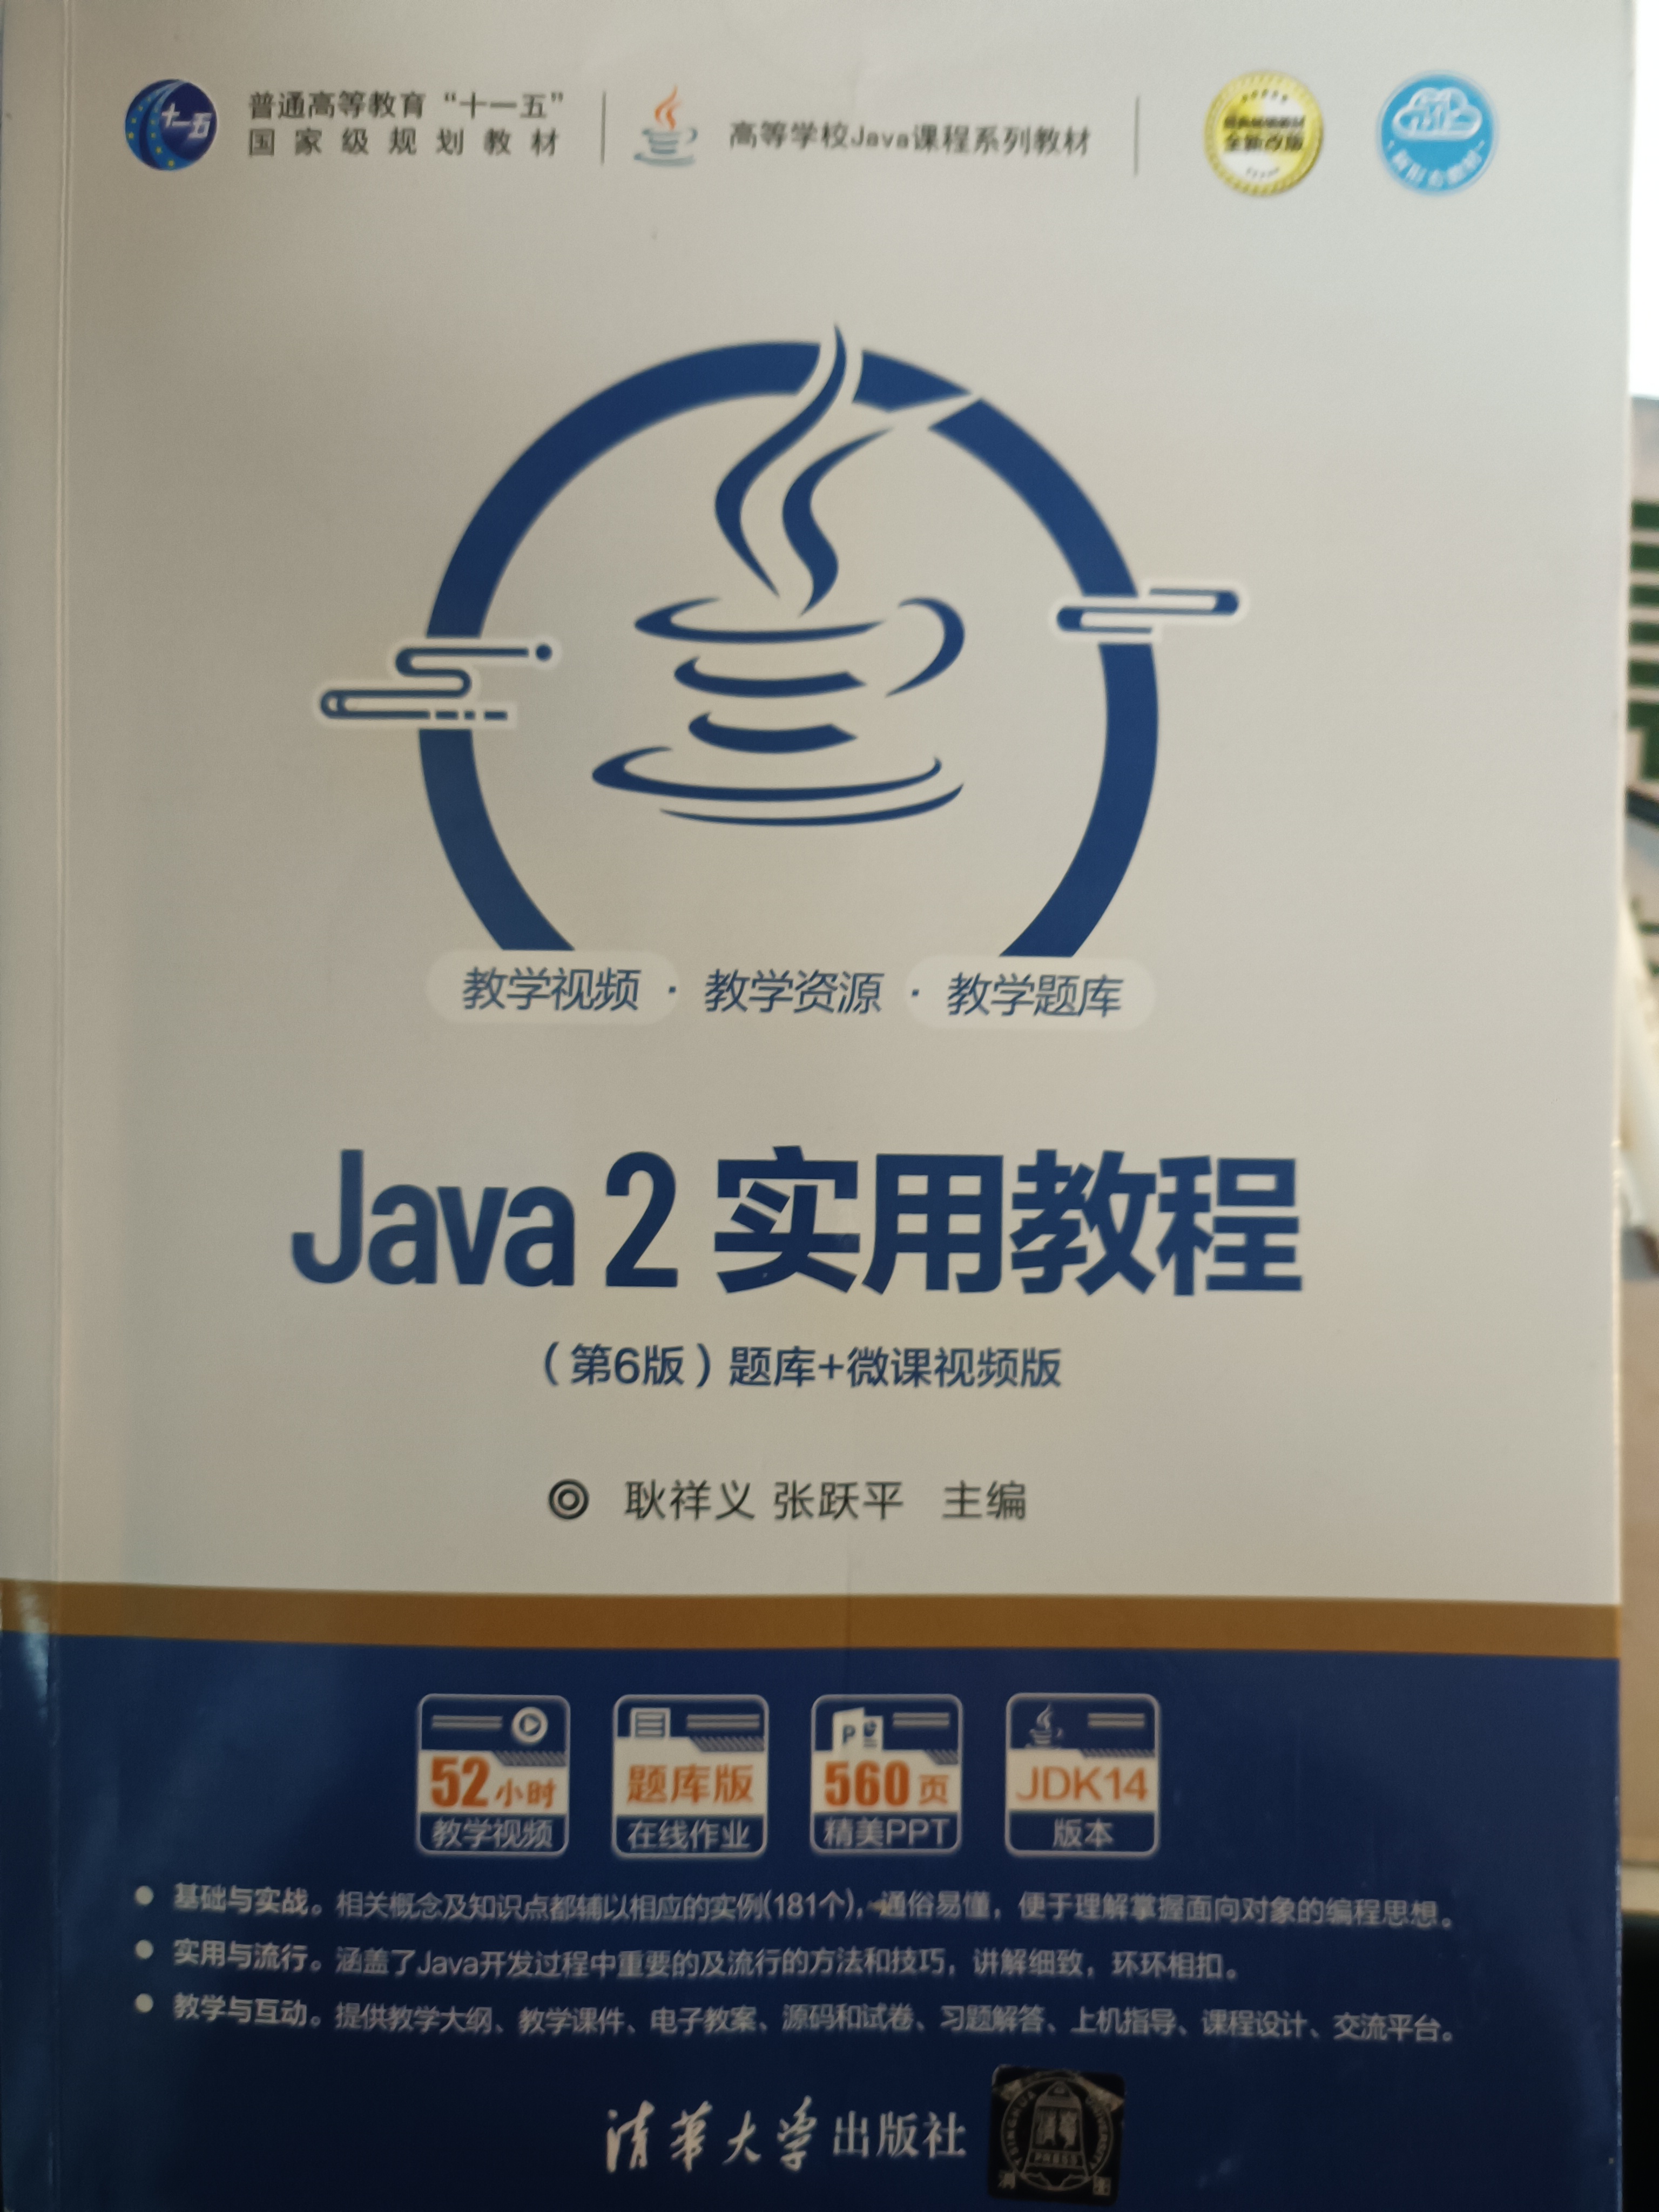 十一五
普通高等教育“十一五”
国家级规划教材
高等学校Java课程系列教材
教学视频 · 教学资源 · 教学题库
Java 2 实用教程
（第6版）题库+微课视频版
◎ 耿祥义 张跃平 主编
52小时
教学视频
题库版
在线作业
P
560页
精美PPT
JDK14
版本
● 基础与实战。相关概念及知识点都辅以相应的实例(181个)，通俗易懂，便于理解掌握面向对象的编程思想。
● 实用与流行。涵盖了Java开发过程中重要的及流行的方法和技巧，讲解细致，环环相扣。
● 教学与互动。提供教学大纲、教学课件、电子教案、源码和试卷、习题解答、上机指导、课程设计、交流平台。
清华大学出版社
PRESS